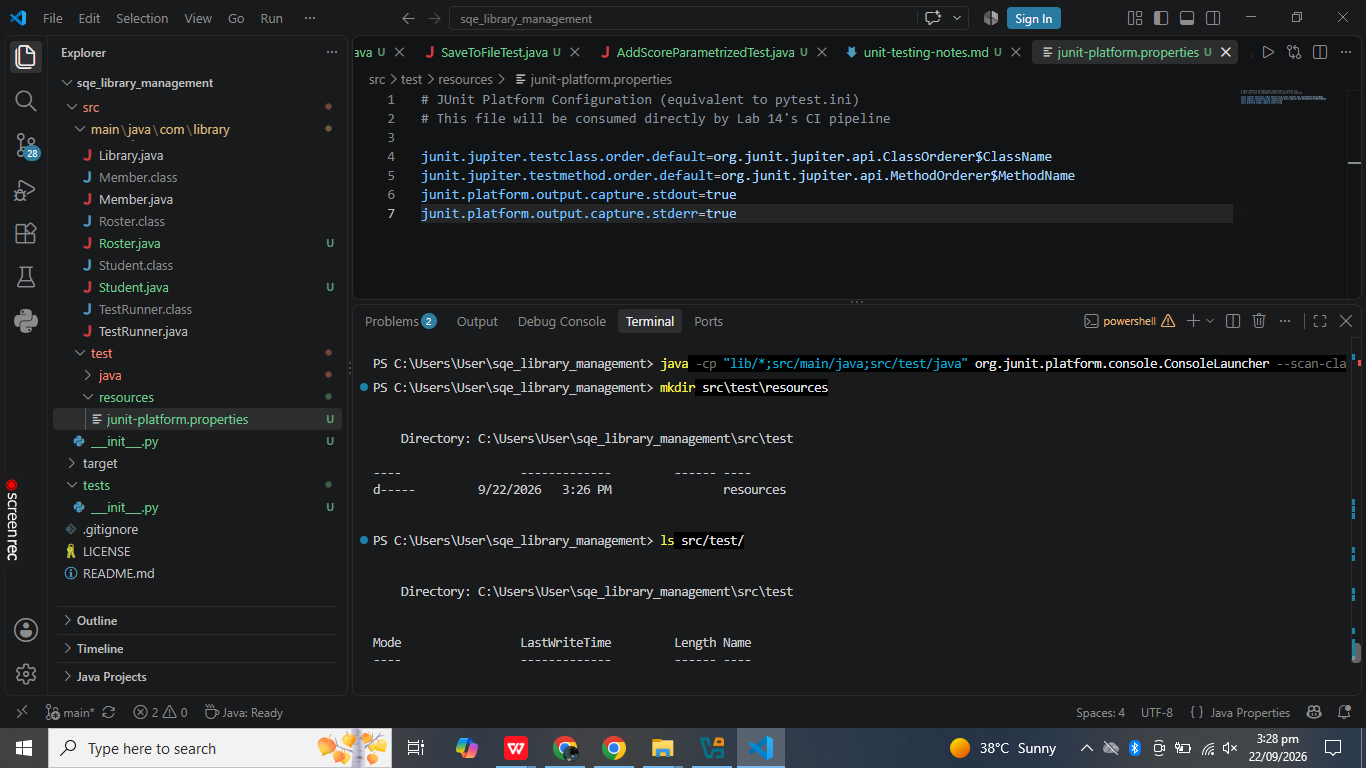 File Edit Selection View Go Run ··· sqe_library_management Sign In
Explorer ···
ava U
SaveToFileTest.java U
AddScoreParametrizedTest.java U
unit-testing-notes.md U
junit-platform.properties U
src > test > resources > junit-platform.properties
sqe_library_management
src
main\java\com\library
Library.java
Member.class
Member.java
Roster.class
Roster.java U
Student.class
Student.java U
TestRunner.class
TestRunner.java
test
java
resources
junit-platform.properties U
__init__.py U
target
tests
__init__.py U
.gitignore
LICENSE
README.md
Outline
Timeline
Java Projects
28
screenrec
1 # JUnit Platform Configuration (equivalent to pytest.ini)
2 # This file will be consumed directly by Lab 14's CI pipeline
3
4 junit.jupiter.testclass.order.default=org.junit.jupiter.api.ClassOrderer$ClassName
5 junit.jupiter.testmethod.order.default=org.junit.jupiter.api.MethodOrderer$MethodName
6 junit.platform.output.capture.stdout=true
7 junit.platform.output.capture.stderr=true
Problems 2 Output Debug Console Terminal Ports powershell
PS C:\Users\User\sqe_library_management> java -cp "lib/*;src/main/java;src/test/java" org.junit.platform.console.ConsoleLauncher --scan-cla
PS C:\Users\User\sqe_library_management> mkdir src\test\resources
Directory: C:\Users\User\sqe_library_management\src\test
---- ------------- ------ ----
d----- 9/22/2026 3:26 PM resources
PS C:\Users\User\sqe_library_management> ls src/test/
Directory: C:\Users\User\sqe_library_management\src\test
Mode LastWriteTime Length Name
---- ------------- ------ ----
main* 2 0 Java: Ready Spaces: 4 UTF-8 { } Java Properties
Type here to search
38°C Sunny
3:28 pm
22/09/2026